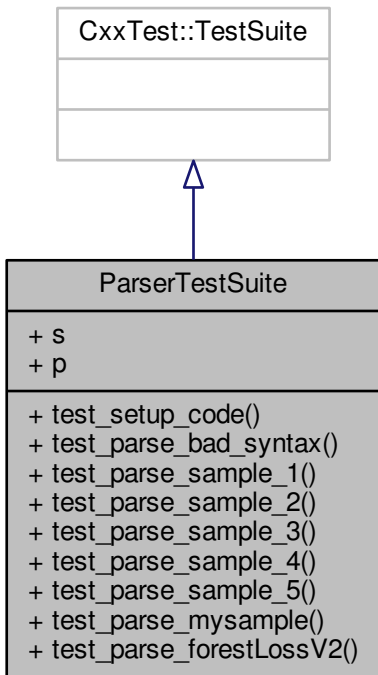 CxxTest::TestSuite
ParserTestSuite
+ s
+ p
+ test_setup_code()
+ test_parse_bad_syntax()
+ test_parse_sample_1()
+ test_parse_sample_2()
+ test_parse_sample_3()
+ test_parse_sample_4()
+ test_parse_sample_5()
+ test_parse_mysample()
+ test_parse_forestLossV2()